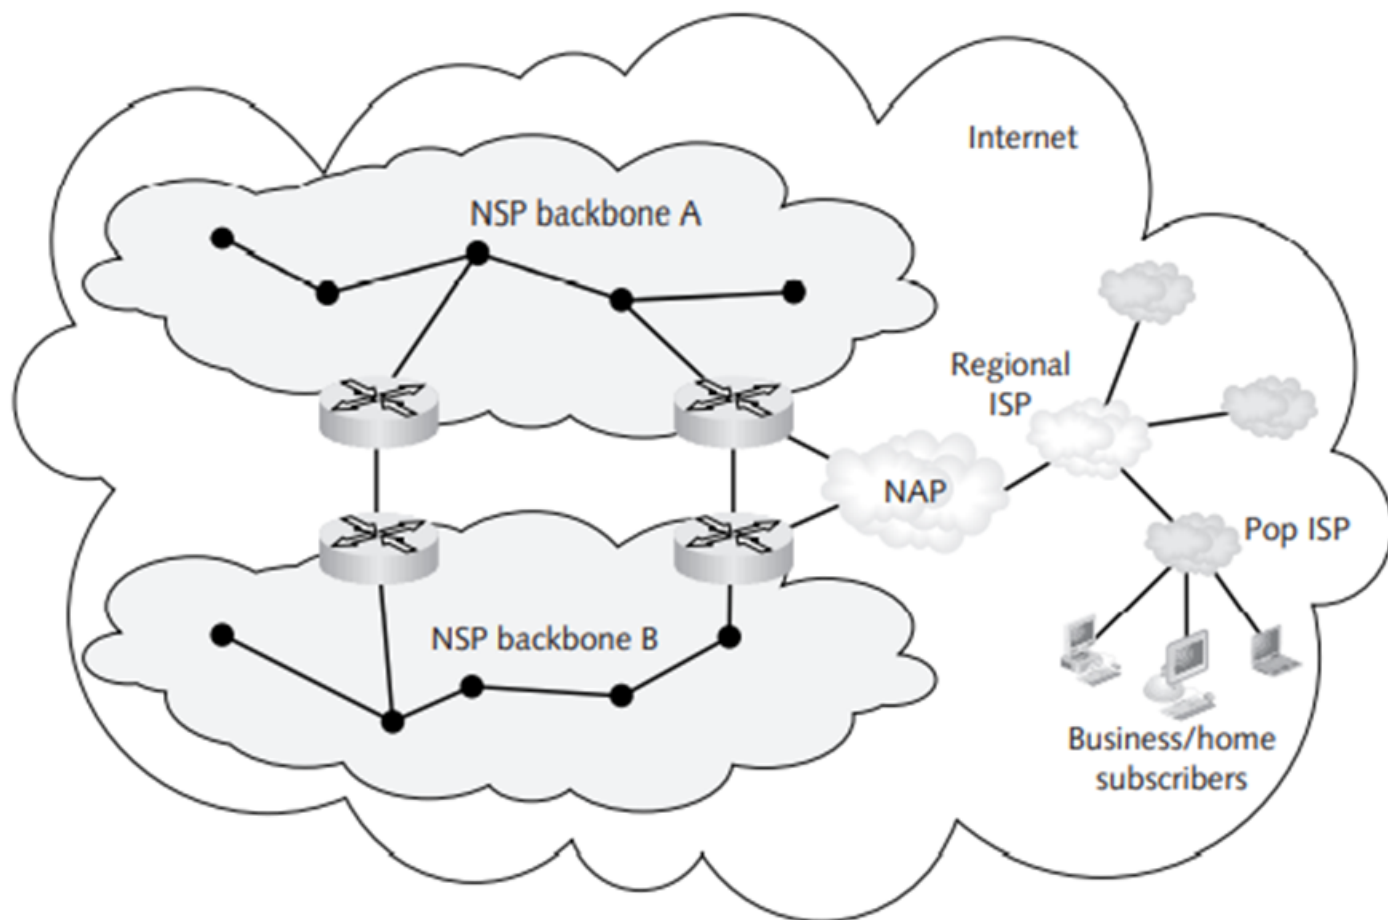 Internet
NSP backbone A
Regional
ISP
NAP
Pop ISP
NSP backbone B
Business/home
subscribers